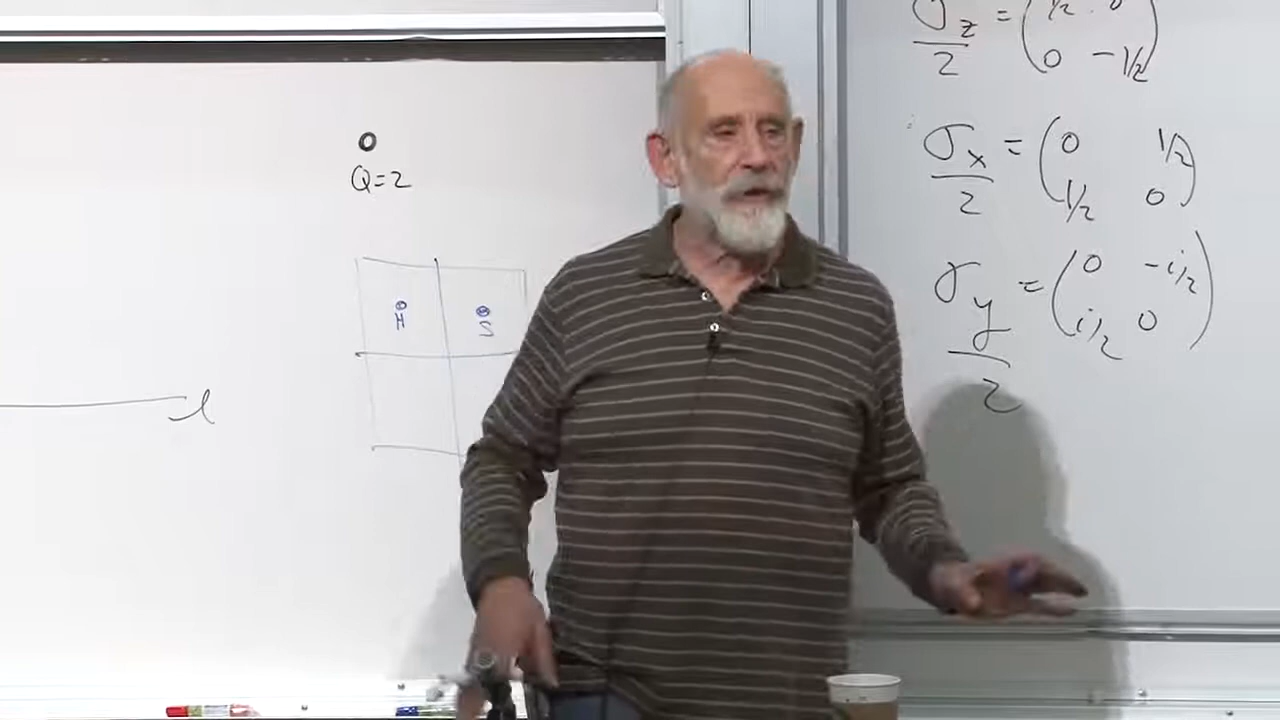 O
Q=2
H S
l
σz/2 = (1/2 0
0 -1/2)
σx/2 = (0 1/2
1/2 0)
σy/2 = (0 -i/2
i/2 0)